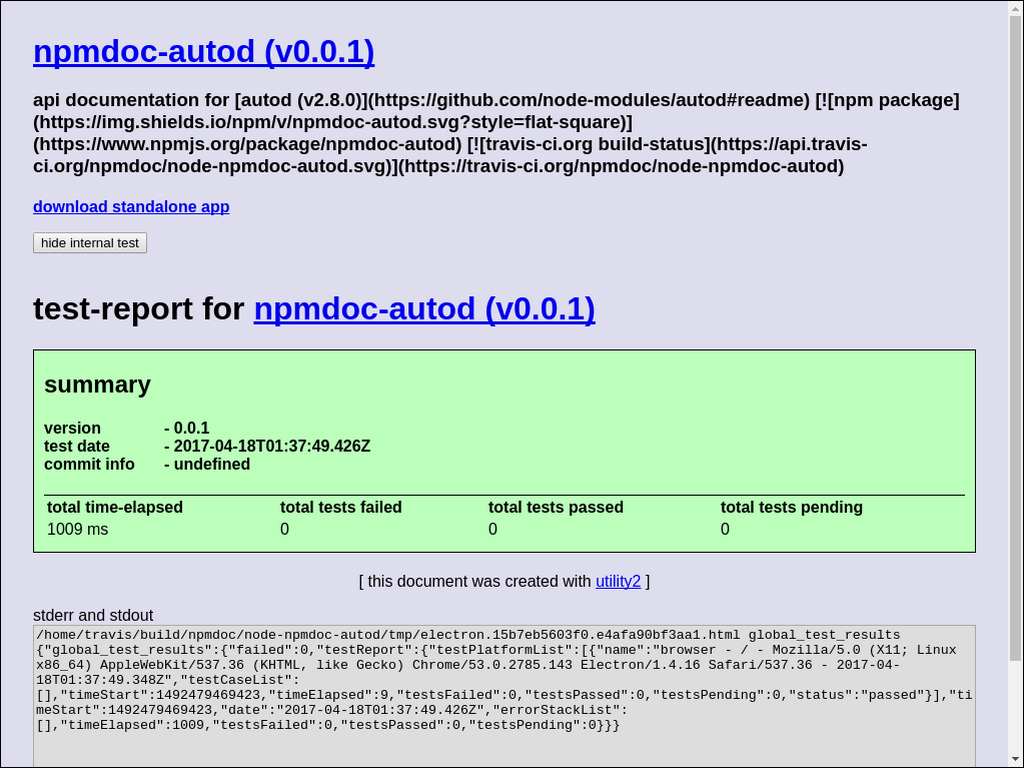 npmdoc-autod (v0.0.1)
api documentation for [autod (v2.8.0)](https://github.com/node-modules/autod#readme) [![npm package]
(https://img.shields.io/npm/v/npmdoc-autod.svg?style=flat-square)]
(https://www.npmjs.org/package/npmdoc-autod) [![travis-ci.org build-status](https://api.travis-
ci.org/npmdoc/node-npmdoc-autod.svg)](https://travis-ci.org/npmdoc/node-npmdoc-autod)
download standalone app
hide internal test
test-report for npmdoc-autod (v0.0.1)
summary
version - 0.0.1
test date - 2017-04-18T01:37:49.426Z
commit info - undefined
total time-elapsed total tests failed total tests passed total tests pending
1009 ms 0 0 0
[ this document was created with utility2 ]
stderr and stdout
/home/travis/build/npmdoc/node-npmdoc-autod/tmp/electron.15b7eb5603f0.e4afa90bf3aa1.html global_test_results
{"global_test_results":{"failed":0,"testReport":{"testPlatformList":[{"name":"browser - / - Mozilla/5.0 (X11; Linux
x86_64) AppleWebKit/537.36 (KHTML, like Gecko) Chrome/53.0.2785.143 Electron/1.4.16 Safari/537.36 - 2017-04-
18T01:37:49.348Z","testCaseList":
[],"timeStart":1492479469423,"timeElapsed":9,"testsFailed":0,"testsPassed":0,"testsPending":0,"status":"passed"}],"ti
meStart":1492479469423,"date":"2017-04-18T01:37:49.426Z","errorStackList":
[],"timeElapsed":1009,"testsFailed":0,"testsPassed":0,"testsPending":0}}}